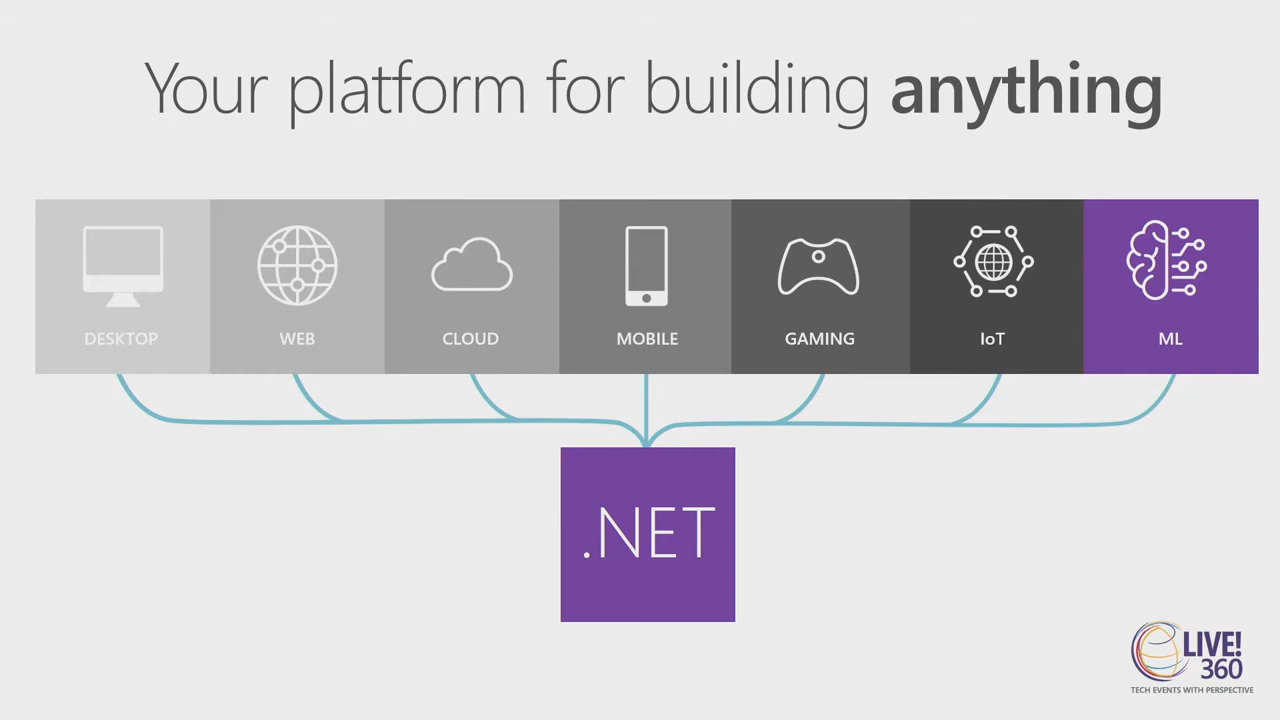 Your platform for building anything
DESKTOP
WEB
CLOUD
MOBILE
GAMING
IoT
ML
.NET
LIVE!
360
TECH EVENTS WITH PERSPECTIVE